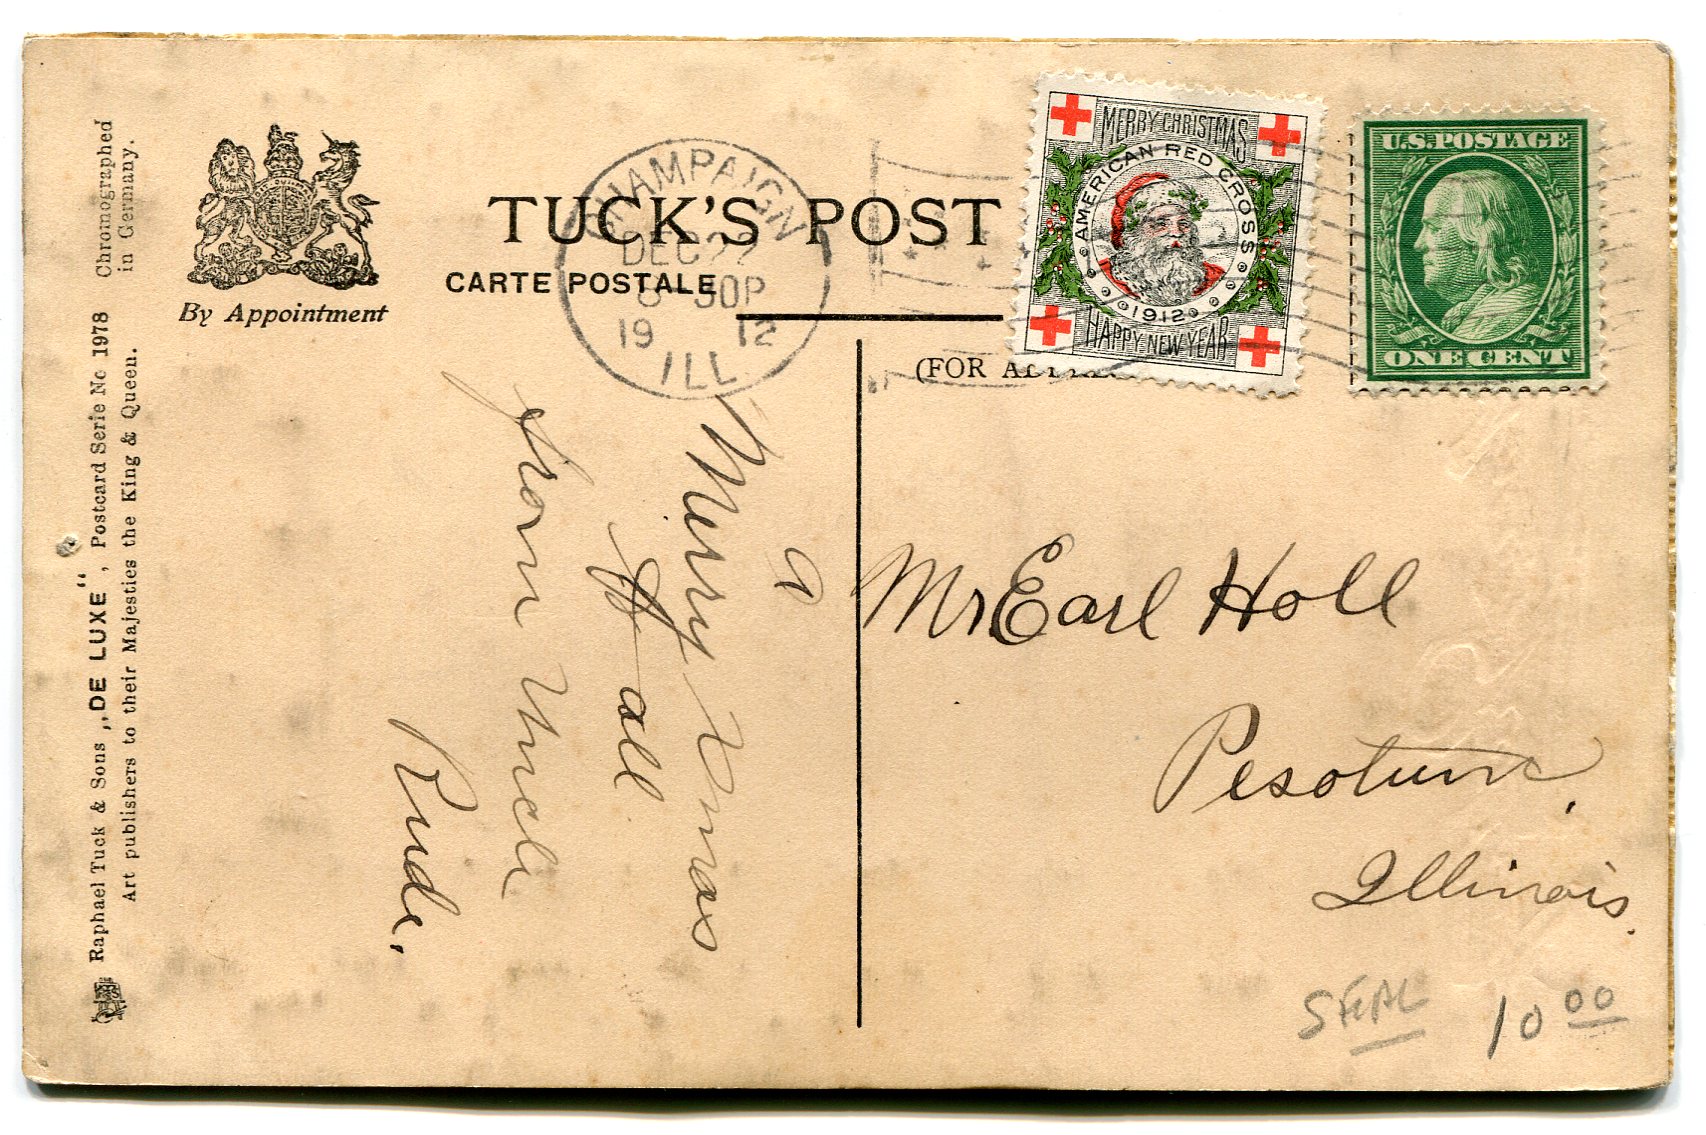 Chromographed
in Germany.
Raphael Tuck & Sons „DE LUXE“, Postcard Serie No 1978
Art publishers to their Majesties the King & Queen.
By Appointment
TUCK'S POST
CARTE POSTALE
CHAMPAIGN
DEC 22
30P
19 12
ILL.
MERRY CHRISTMAS
AMERICAN RED CROSS
1912
HAPPY NEW YEAR
U.S. POSTAGE
ONE CENT
(FOR
A
Merry Xmas
to all
from Uncle
Rude.
Mr Earl Holl
Pesotum,
Illinois.
SEAL 10 00